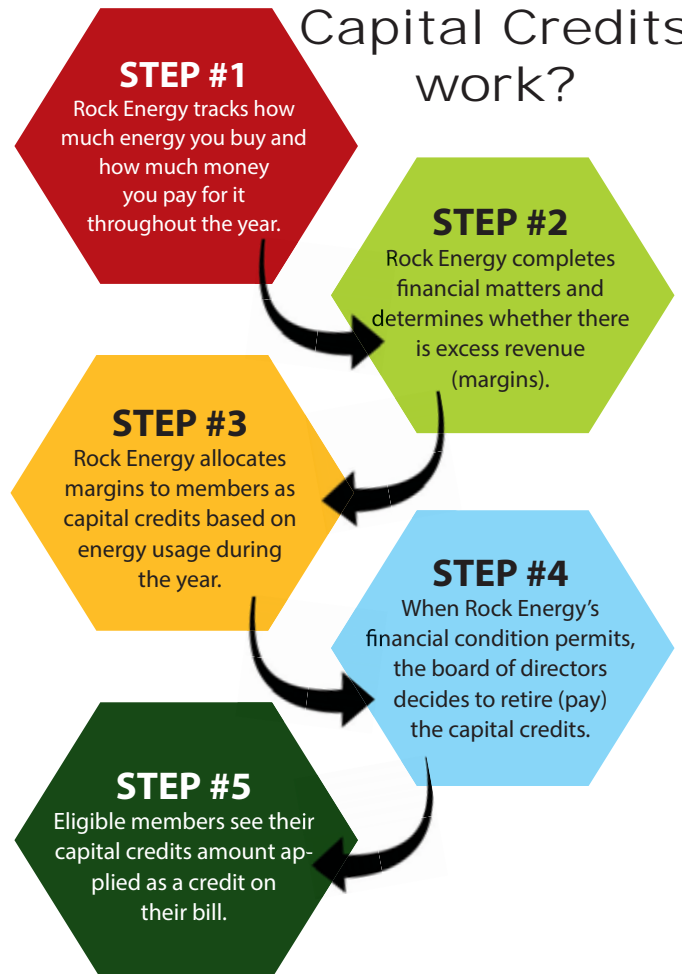 Capital Credits
work?
STEP #1
Rock Energy tracks how
much energy you buy and
how much money
you pay for it
throughout the year.
STEP #2
Rock Energy completes
financial matters and
determines whether there
is excess revenue
(margins).
STEP #3
Rock Energy allocates
margins to members as
capital credits based on
energy usage during
the year.
STEP #4
When Rock Energy’s
financial condition permits,
the board of directors
decides to retire (pay)
the capital credits.
STEP #5
Eligible members see their
capital credits amount ap-
plied as a credit on
their bill.